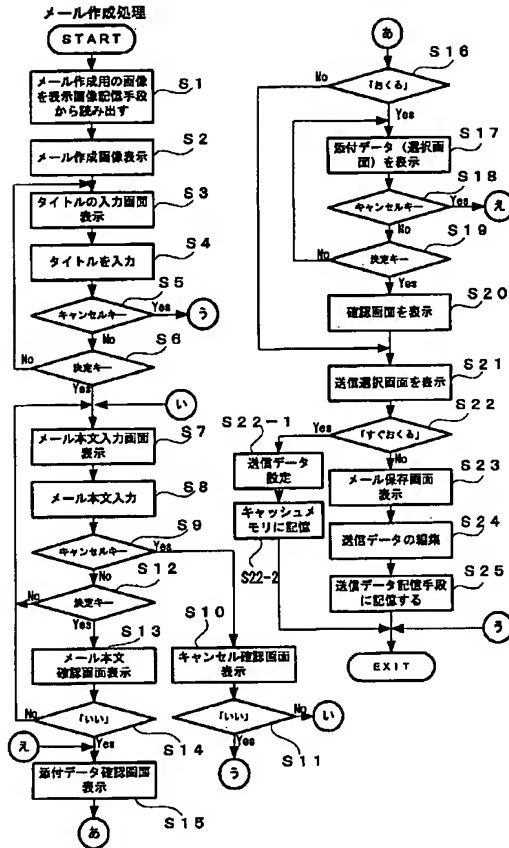 メール作成処理
START
S1
メール作成用の画像
を表示画像記憶手段
から読み出す
S2
メール作成画像表示
S3
タイトルの入力画面
表示
S4
タイトルを入力
S5
キャンセルキー
Yes
う
No
S6
No
決定キー
Yes
い
S7
メール本文入力画面
表示
S8
メール本文入力
S9
キャンセルキー
Yes
No
S12
No
決定キー
Yes
S13
メール本文
確認画面表示
No
「いい」
Yes
S14
え
添付データ確認画面
表示
S15
あ
S10
キャンセル確認画面
表示
「いい」
No
い
Yes
S11
う
あ
S16
No
「おくる」
Yes
S17
添付データ(選択画
面)を表示
S18
キャンセルキー
Yes
え
No
S19
No
決定キー
Yes
S20
確認画面を表示
S21
送信選択画面を表示
S22
Yes
「すぐおくる」
No
S22-1
送信データ
設定
キャッシュメ
モリに記憶
S22-2
S23
メール保存画面
表示
S24
送信データの編集
S25
送信データ記憶手段
に記憶する
う
EXIT